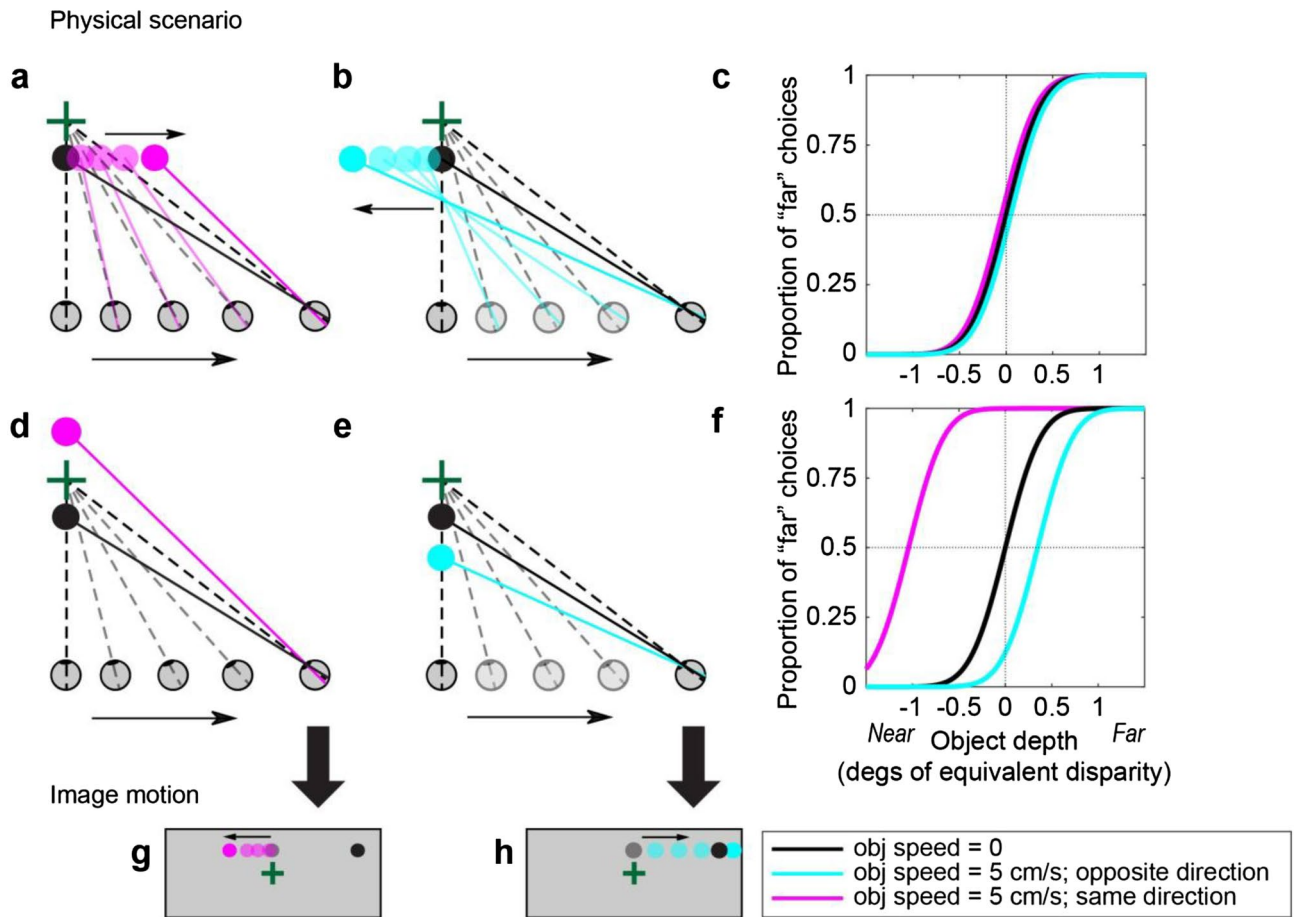 Physical scenario
a
b
c
Proportion of "far" choices
1
0.75
0.5
0.25
0
-1 -0.5 0 0.5 1
d
e
f
Proportion of "far" choices
1
0.75
0.5
0.25
0
-1 -0.5 0 0.5 1
Near Object depth Far
(degs of equivalent disparity)
Image motion
g
h
obj speed = 0
obj speed = 5 cm/s; opposite direction
obj speed = 5 cm/s; same direction